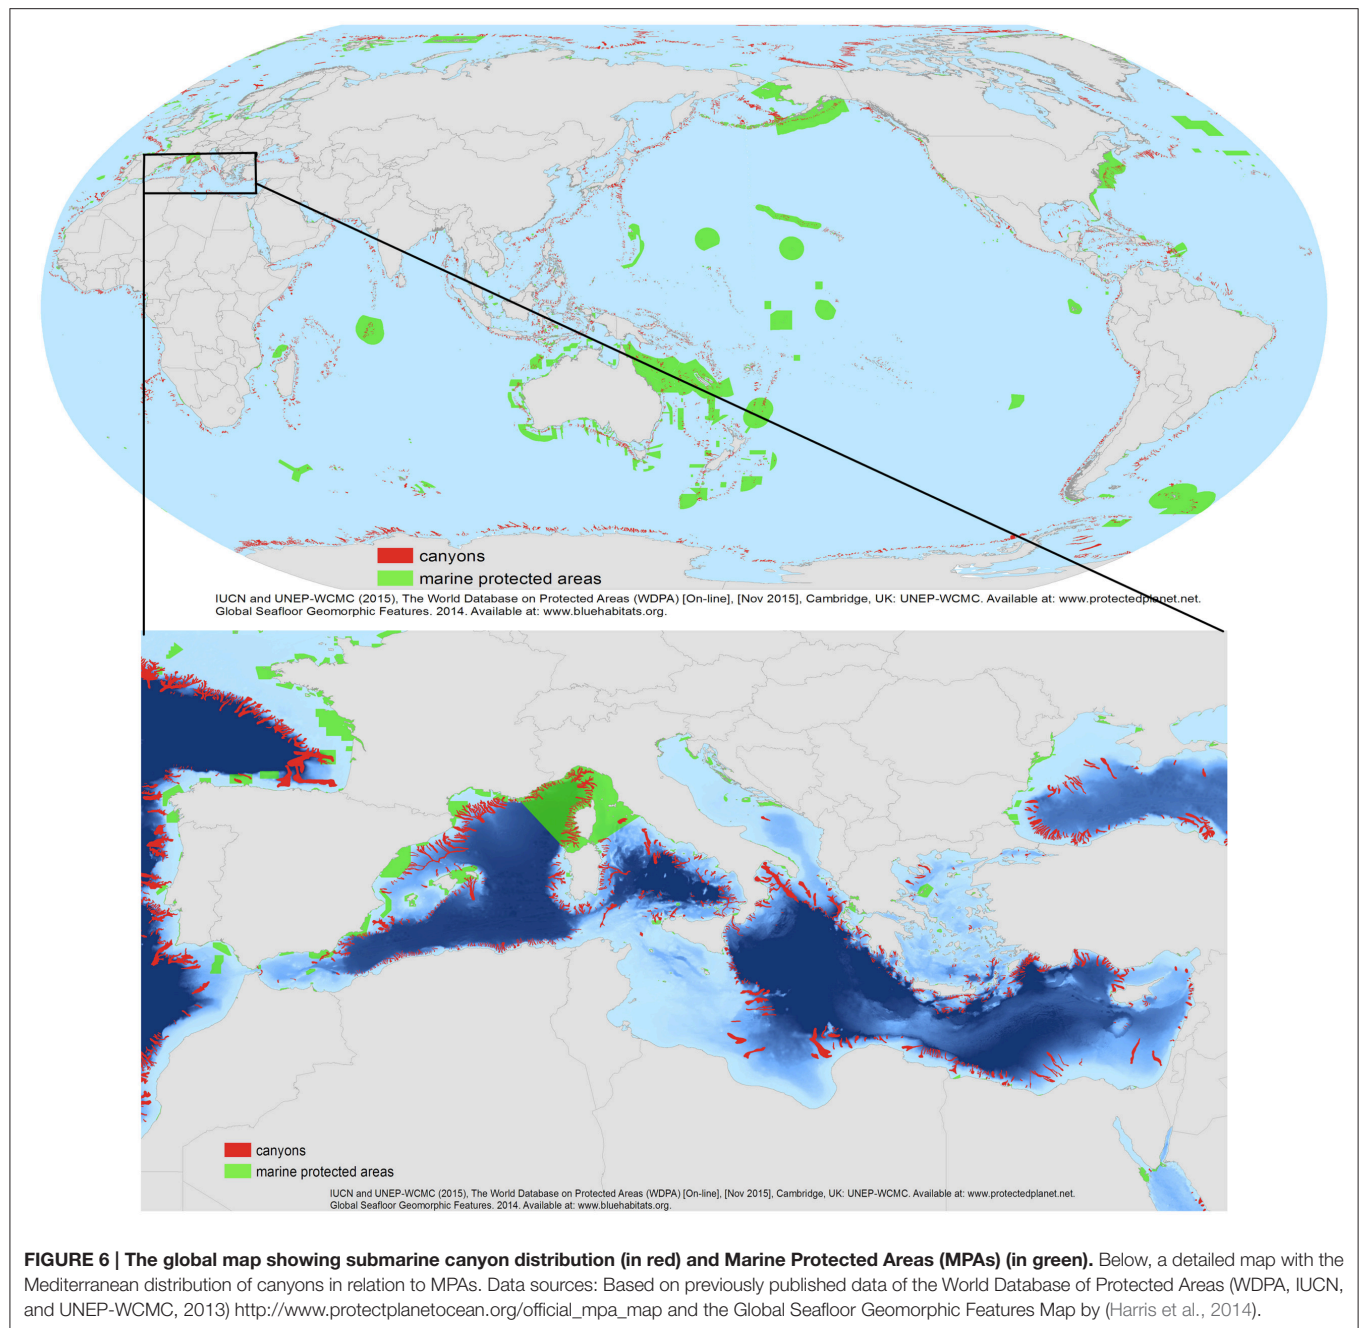 canyons
marine protected areas
IUCN and UNEP-WCMC (2015), The World Database on Protected Areas (WDPA) [On-line], [Nov 2015], Cambridge, UK: UNEP-WCMC. Available at: www.protectedplanet.net.
Global Seafloor Geomorphic Features. 2014. Available at: www.bluehabitats.org.
canyons
marine protected areas
IUCN and UNEP-WCMC (2015), The World Database on Protected Areas (WDPA) [On-line], [Nov 2015], Cambridge, UK: UNEP-WCMC. Available at: www.protectedplanet.net.
Global Seafloor Geomorphic Features. 2014. Available at: www.bluehabitats.org.
FIGURE 6 | The global map showing submarine canyon distribution (in red) and Marine Protected Areas (MPAs) (in green). Below, a detailed map with the
Mediterranean distribution of canyons in relation to MPAs. Data sources: Based on previously published data of the World Database of Protected Areas (WDPA, IUCN,
and UNEP-WCMC, 2013) http://www.protectplanetocean.org/official_mpa_map and the Global Seafloor Geomorphic Features Map by (Harris et al., 2014).